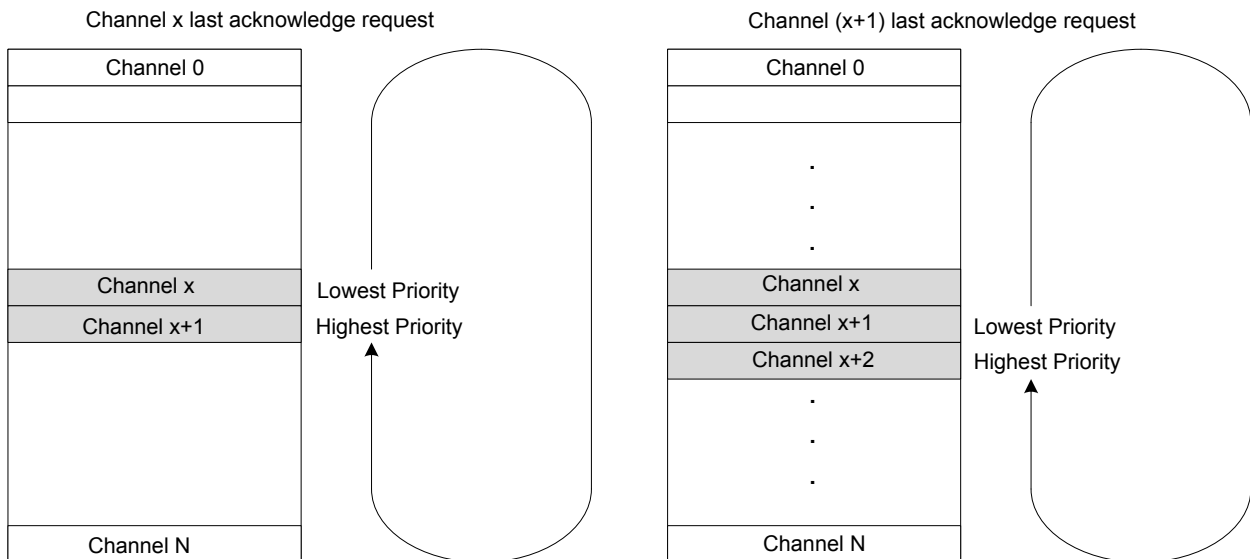 Channel x last acknowledge request
Channel 0
Channel x
Lowest Priority
Channel x+1
Highest Priority
Channel N
Channel (x+1) last acknowledge request
Channel 0
.
.
.
Channel x
Channel x+1
Lowest Priority
Channel x+2
Highest Priority
.
.
.
Channel N